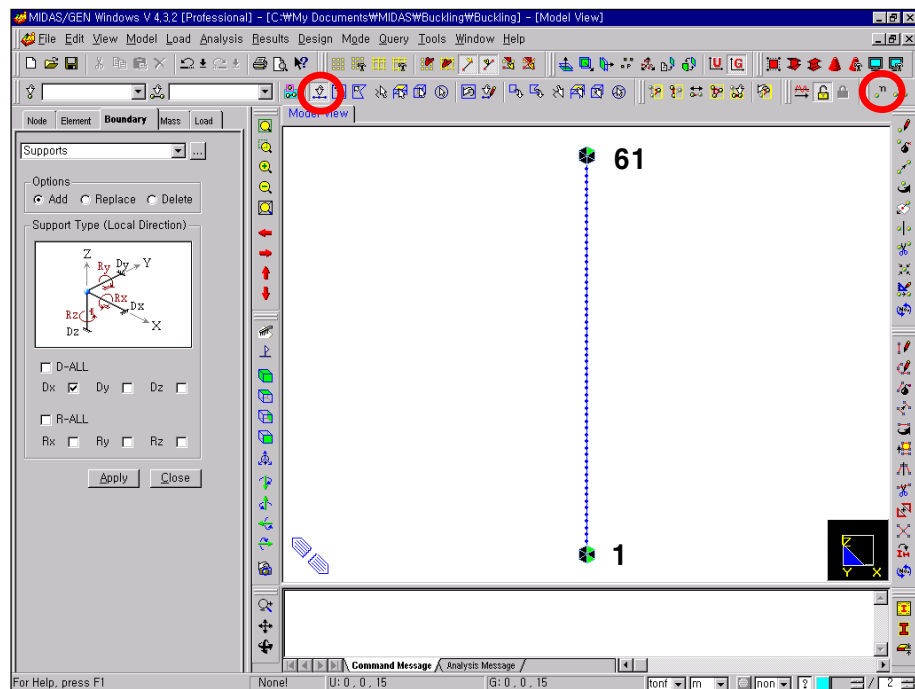 MIDAS/GEN Windows V 4,3,2 [Professional] - [C:₩My Documents₩MIDAS₩Buckling₩Buckling] - [Model View]
File Edit View Model Load Analysis Results Design Mode Query Tools Window Help
Node Element Boundary Mass Load
Model View
Supports
...
Options
Add Replace Delete
Support Type (Local Direction)
Z
Ry Dy Y
Rx Dx
Rz
Dz X
D-ALL
Dx Dy Dz
R-ALL
Rx Ry Rz
Apply Close
61
1
Z
Y X
Command Message Analysis Message
For Help, press F1 None! U: 0 , 0 , 15 G: 0 , 0 , 15 tonf m non ? / 2